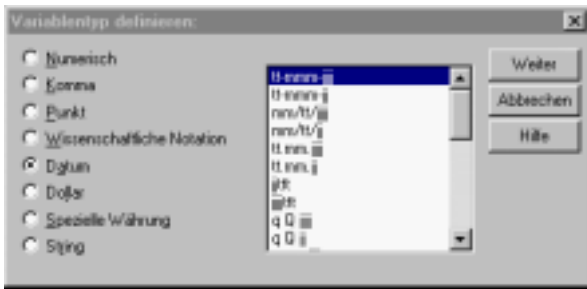 Variablentyp definieren:
Numerisch
Komma
Punkt
Wissenschaftliche Notation
Datum
Dollar
Spezielle Währung
String
tt-mmm-jjjj
tt-mmm-jj
mm/tt/jjjj
mm/tt/jj
tt.mm.jjjj
tt.mm.jj
jjttt
jjjjttt
q Q jjjj
q Q jj
Weiter
Abbrechen
Hilfe